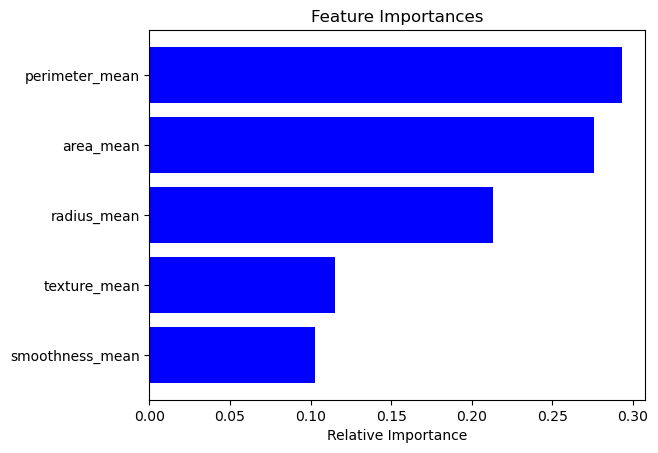 Feature Importances
perimeter_mean
area_mean
radius_mean
texture_mean
smoothness_mean
0.00 0.05 0.10 0.15 0.20 0.25 0.30
Relative Importance